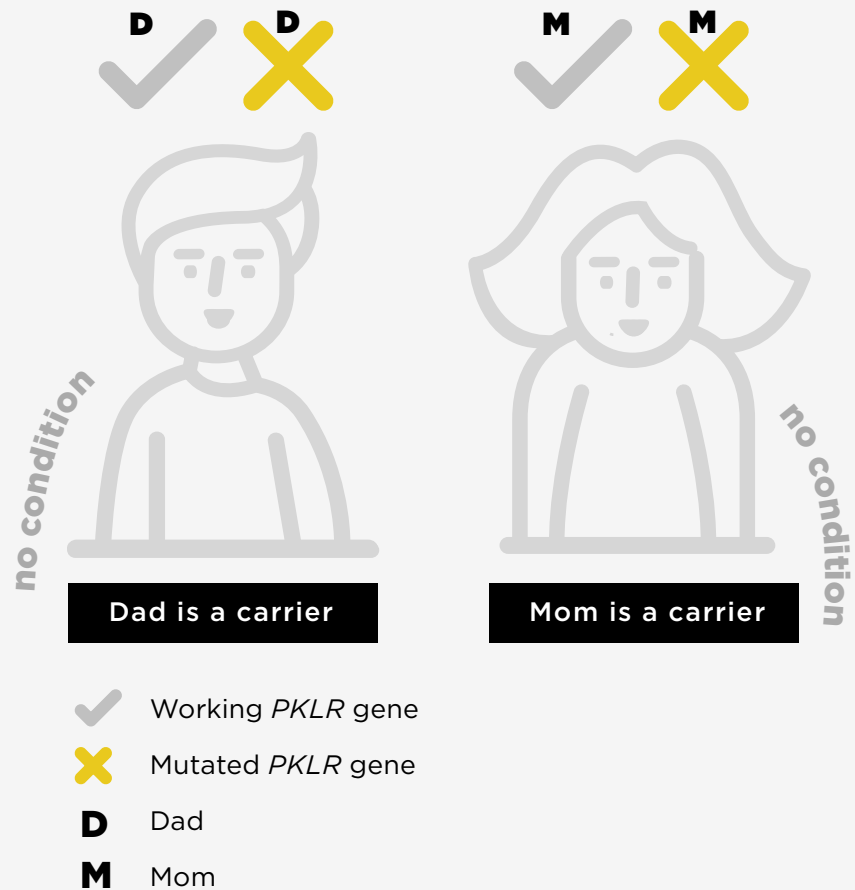 D D M M
no condition
no condition
Dad is a carrier
Mom is a carrier
Working PKLR gene
Mutated PKLR gene
D Dad
M Mom